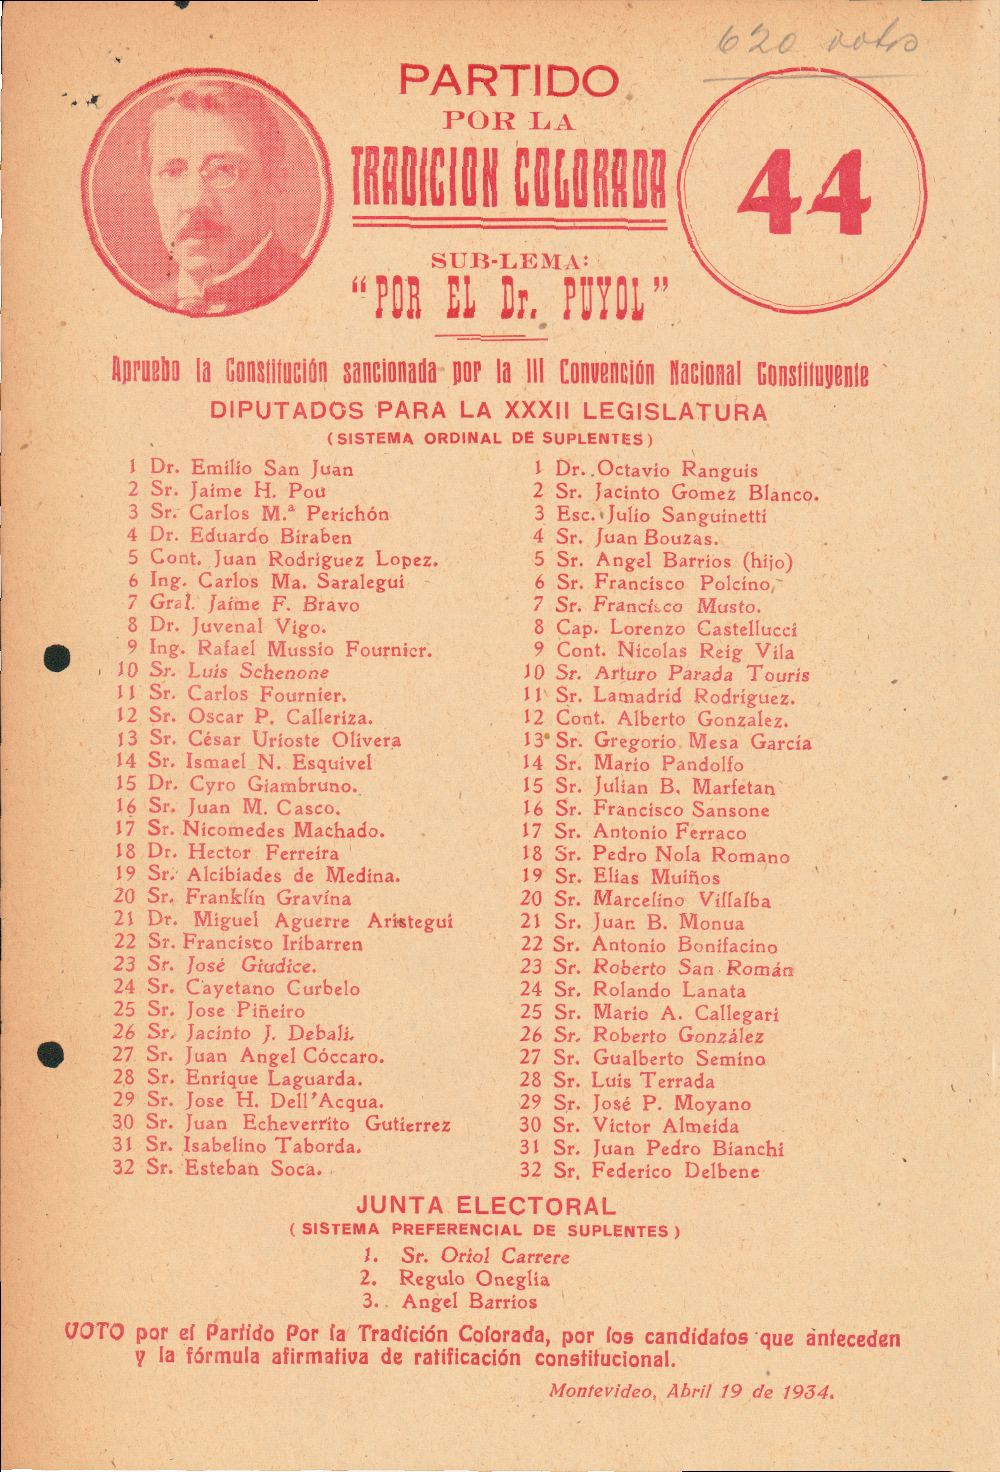 620 votos
PARTIDO
POR LA
TRADICION COLORADA
44
SUB-LEMA:
"POR EL Dr. PUYOL"
Apruebo la Constitución sancionada por la III Convención Nacional Constituyente
DIPUTADOS PARA LA XXXII LEGISLATURA
(SISTEMA ORDINAL DE SUPLENTES)
1 Dr. Emilio San Juan
2 Sr. Jaime H. Pou
3 Sr. Carlos M.ª Perichón
4 Dr. Eduardo Biraben
5 Cont. Juan Rodriguez Lopez.
6 Ing. Carlos Ma. Saralegui
7 Gral. Jaime F. Bravo
8 Dr. Juvenal Vigo.
9 Ing. Rafael Mussio Fournier.
10 Sr. Luis Schenone
11 Sr. Carlos Fournier.
12 Sr. Oscar P. Calleriza.
13 Sr. César Urioste Olivera
14 Sr. Ismael N. Esquivel
15 Dr. Cyro Giambruno.
16 Sr. Juan M. Casco.
17 Sr. Nicomedes Machado.
18 Dr. Hector Ferreira
19 Sr. Alcibiades de Medina.
20 Sr. Franklin Gravina
21 Dr. Miguel Aguerre Aristegui
22 Sr. Francisco Iribarren
23 Sr. José Giudice.
24 Sr. Cayetano Curbelo
25 Sr. Jose Piñeiro
26 Sr. Jacinto J. Debali.
27 Sr. Juan Angel Cóccaro.
28 Sr. Enrique Laguarda.
29 Sr. Jose H. Dell'Acqua.
30 Sr. Juan Echeverrito Gutierrez
31 Sr. Isabelino Taborda.
32 Sr. Esteban Soca.
1 Dr. Octavio Ranguis
2 Sr. Jacinto Gomez Blanco.
3 Esc. Julio Sanguinetti
4 Sr. Juan Bouzas.
5 Sr. Angel Barrios (hijo)
6 Sr. Francisco Polcino,
7 Sr. Francisco Musto.
8 Cap. Lorenzo Castellucci
9 Cont. Nicolas Reig Vila
10 Sr. Arturo Parada Touris
11 Sr. Lamadrid Rodríguez.
12 Cont. Alberto Gonzalez.
13 Sr. Gregorio Mesa García
14 Sr. Mario Pandolfo
15 Sr. Julian B. Marfetan
16 Sr. Francisco Sansone
17 Sr. Antonio Ferraco
18 Sr. Pedro Nola Romano
19 Sr. Elias Muiños
20 Sr. Marcelino Villalba
21 Sr. Juan B. Monua
22 Sr. Antonio Bonifacino
23 Sr. Roberto San Román
24 Sr. Rolando Lanata
25 Sr. Mario A. Callegari
26 Sr. Roberto González
27 Sr. Gualberto Semino
28 Sr. Luis Terrada
29 Sr. José P. Moyano
30 Sr. Victor Almeida
31 Sr. Juan Pedro Bianchi
32 Sr. Federico Delbene
JUNTA ELECTORAL
(SISTEMA PREFERENCIAL DE SUPLENTES)
1. Sr. Oriol Carrere
2. Regulo Oneglia
3. Angel Barrios
VOTO por el Partido Por la Tradición Colorada, por los candidatos que anteceden
y la fórmula afirmativa de ratificación constitucional.
Montevideo, Abril 19 de 1934.